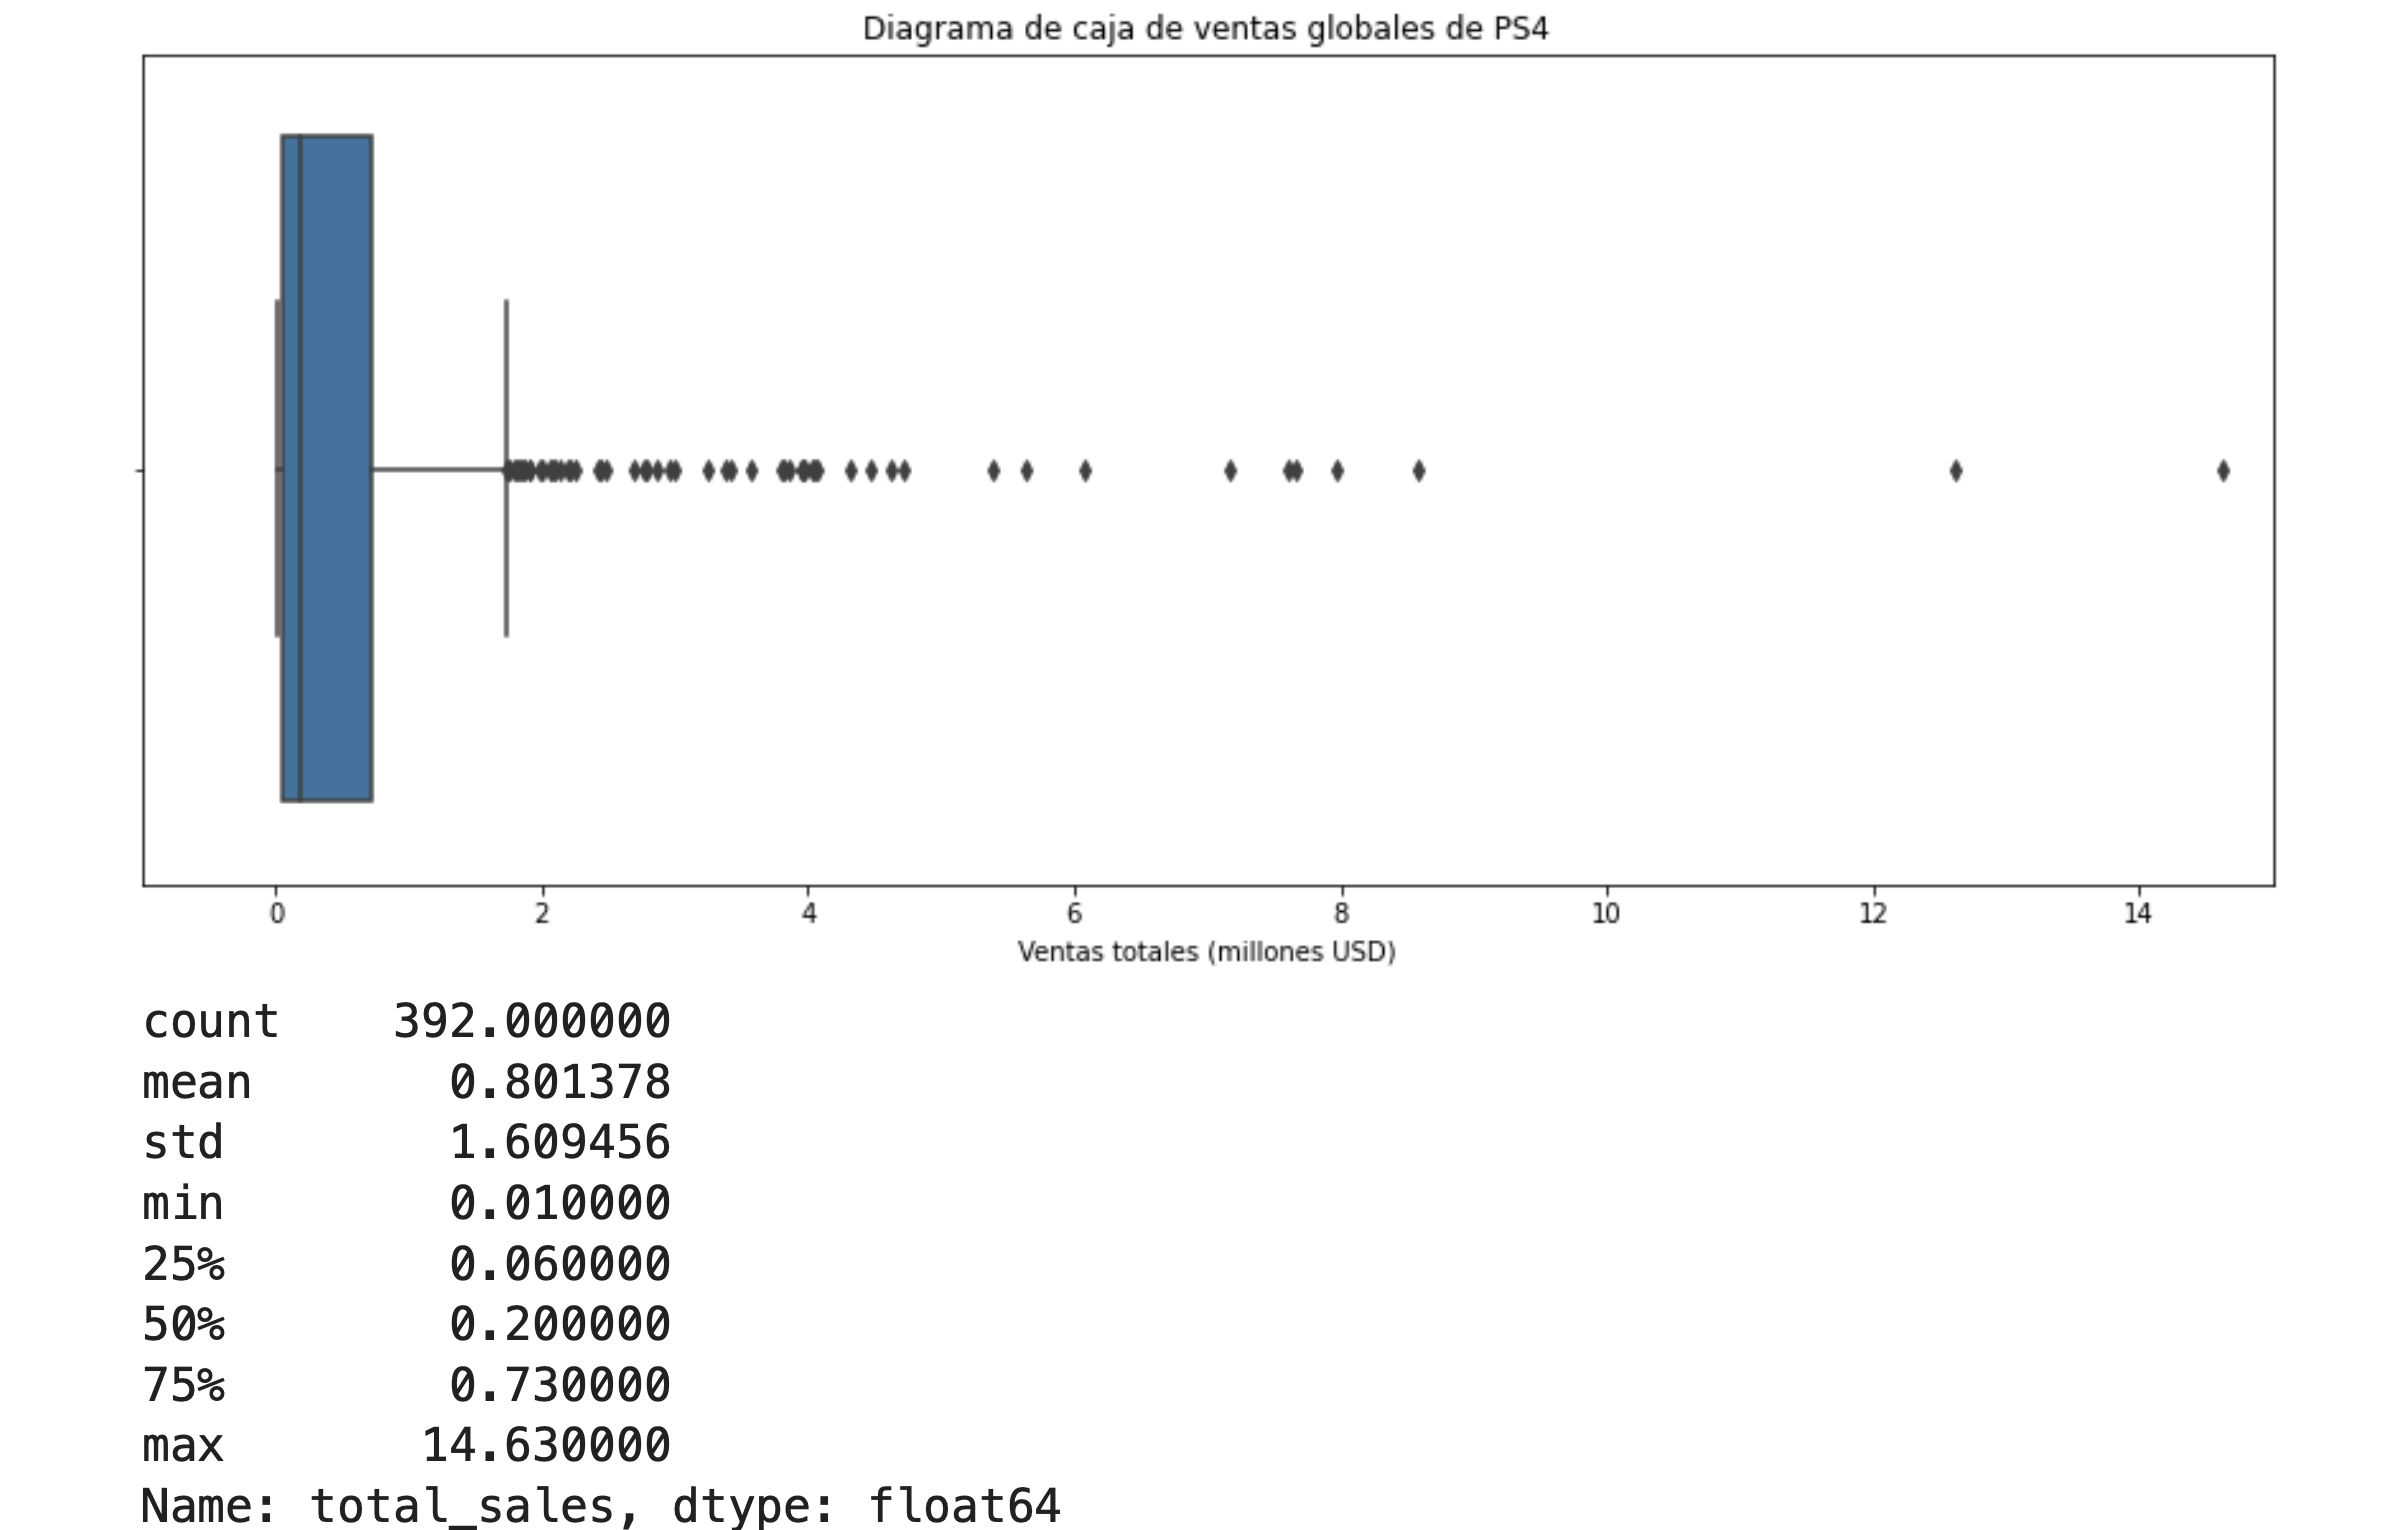 Diagrama de caja de ventas globales de PS4
0 2 4 6 8 10 12 14
Ventas totales (millones USD)
count 392.000000
mean 0.801378
std 1.609456
min 0.010000
25% 0.060000
50% 0.200000
75% 0.730000
max 14.630000
Name: total_sales, dtype: float64